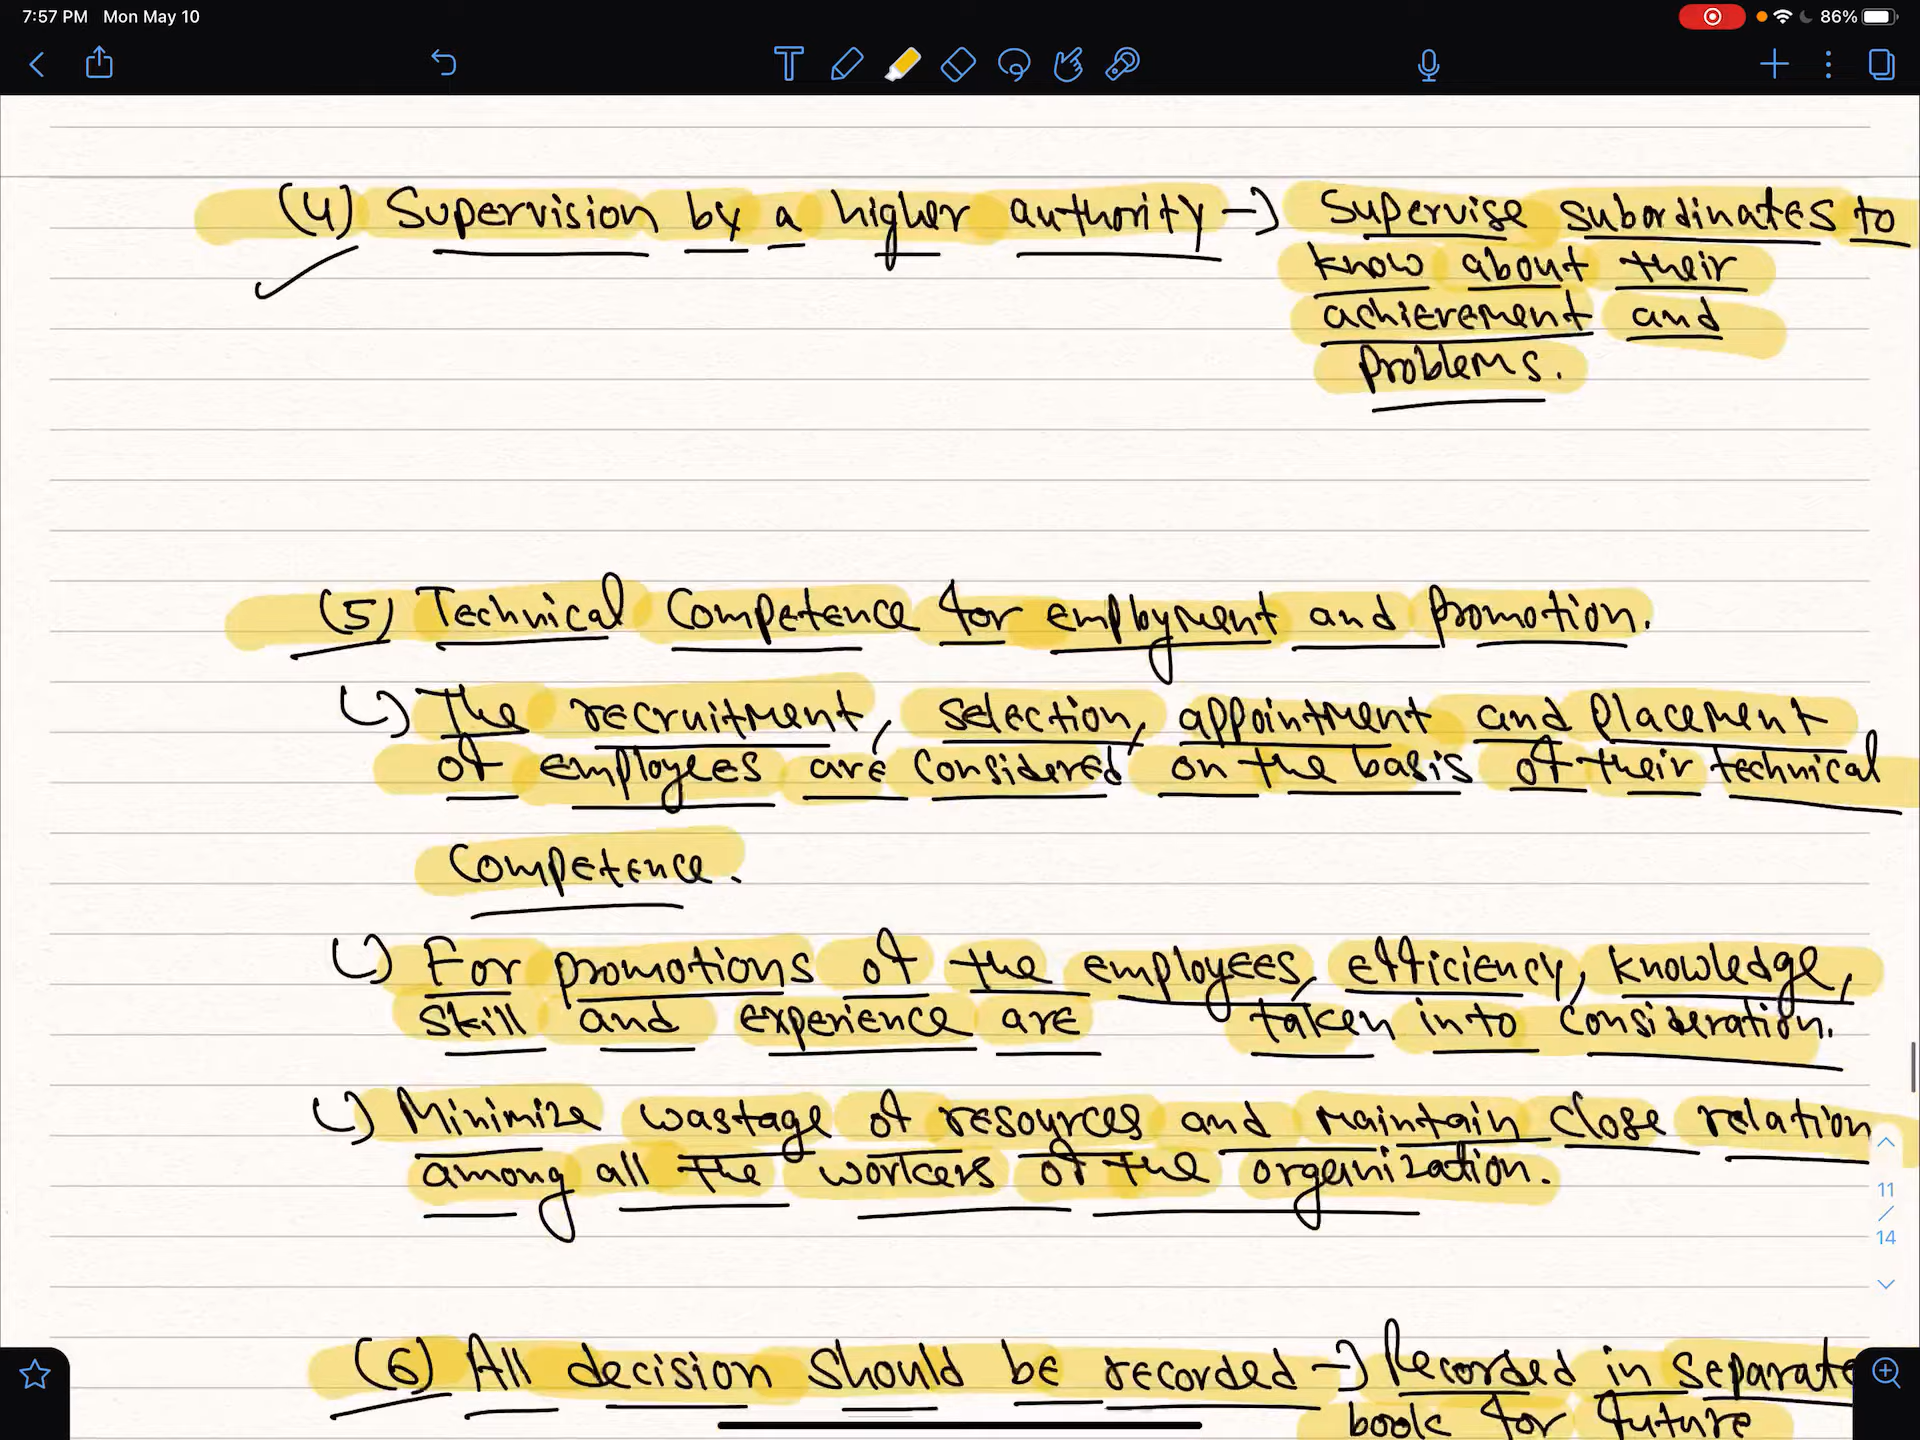 7:57 PM Mon May 10
86%
(4) Supervision by a higher authority → Supervise subordinates to
know about their
achievement and
problems.
(5) Technical Competence for employment and promotion.
The recruitment, selection, appointment and placement
of employees are considered on the basis of their technical
Competence.
For promotions of the employees, efficiency, knowledge,
skill and experience are taken into consideration.
Minimize wastage of resources and maintain close relation
among all the workers of the organization.
11
/
14
(6) All decision should be recorded → Recorded in separate
book for future